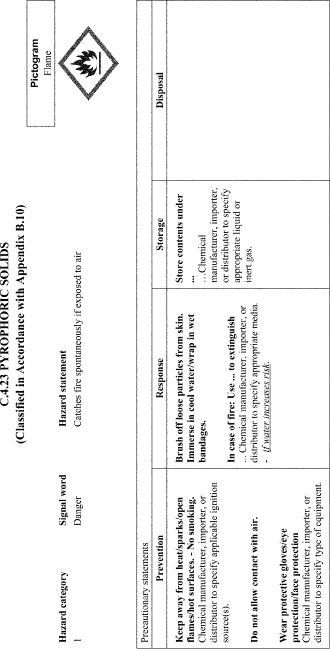 C.4.23 PYROPHORIC SOLIDS
(Classified in Accordance with Appendix B.10)
Pictogram
Flame
Hazard category
Signal word
Hazard statement
1
Danger
Catches fire spontaneously if exposed to air
Precautionary statements
Prevention
Response
Storage
Disposal
Keep away from heat/sparks/open
flames/hot surfaces. - No smoking.
Chemical manufacturer, importer, or
distributor to specify applicable ignition
source(s).
Do not allow contact with air.
Wear protective gloves/eye
protection/face protection
Chemical manufacturer, importer, or
distributor to specify type of equipment.
Brush off loose particles from skin.
Immerse in cool water/wrap in wet
bandages.
In case of fire: Use ... to extinguish
... Chemical manufacturer, importer, or
distributor to specify appropriate media.
- if water increases risk.
Store contents under
...
…Chemical
manufacturer, importer,
or distributor to specify
appropriate liquid or
inert gas.